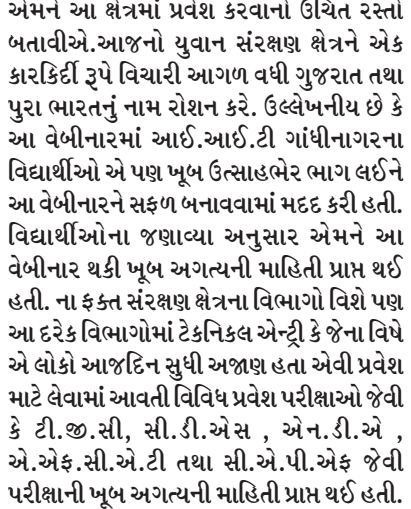 એમને આ ક્ષેત્રમાં પ્રવેશ કરવાનો ઉચિત રસ્તો
બતાવીએ.આજનો યુવાન સંરક્ષણ ક્ષેત્રને એક
કારકિર્દી રૂપે વિચારી આગળ વધી ગુજરાત તથા
પુરા ભારતનું નામ રોશન કરે. ઉલ્લેખનીય છે કે
આ વેબીનારમાં આઈ.આઈ.ટી ગાંધીનગરના
વિદ્યાર્થીઓ એ પણ ખૂબ ઉત્સાહભેર ભાગ લઈને
આ વેબીનારને સફળ બનાવવામાં મદદ કરી હતી.
વિદ્યાર્થીઓના જણાવ્યા અનુસાર એમને આ
વેબીનાર થકી ખૂબ અગત્યની માહિતી પ્રાપ્ત થઈ
હતી. ના ફક્ત સંરક્ષણ ક્ષેત્રના વિભાગો વિશે પણ
આ દરેક વિભાગોમાં ટેકનિકલ એન્ટ્રી કે જેના વિષે
એ લોકો આજદિન સુધી અજાણ હતા એવી પ્રવેશ
માટે લેવામાં આવતી વિવિધ પ્રવેશ પરીક્ષાઓ જેવી
કે ટી.જી.સી, સી.ડી.એસ , એન.ડી.એ ,
એ.એફ.સી.એ.ટી તથા સી.એ.પી.એફ જેવી
પરીક્ષાની ખૂબ અગત્યની માહિતી પ્રાપ્ત થઈ હતી.